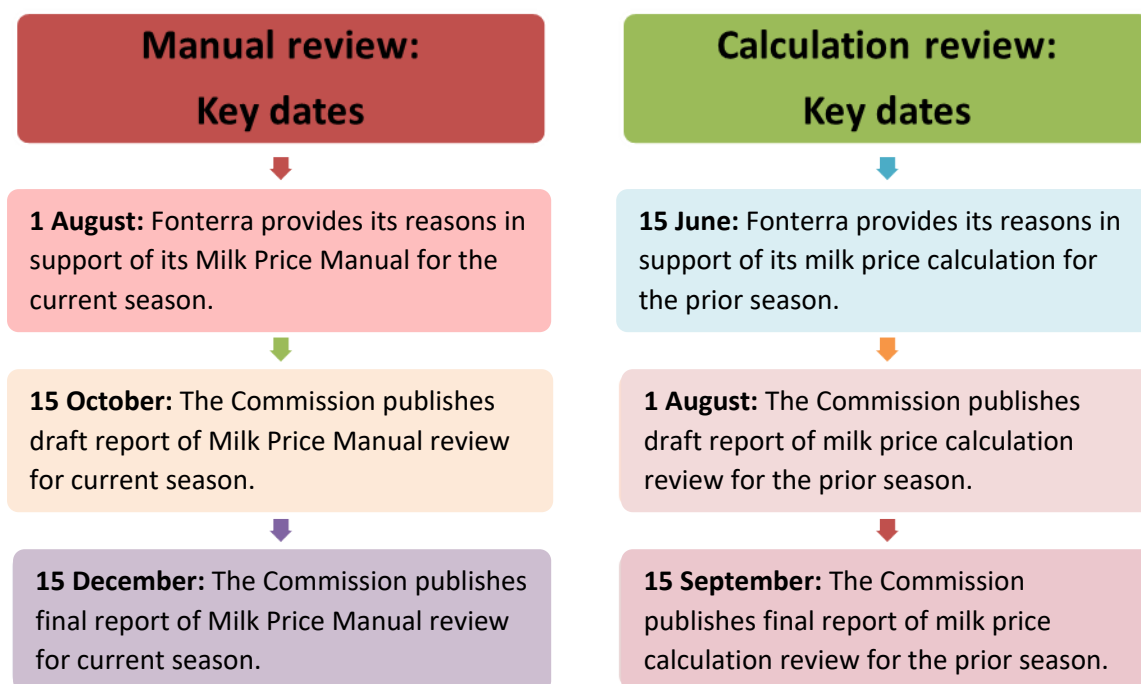 Manual review:
Key dates
1 August: Fonterra provides its reasons in
support of its Milk Price Manual for the
current season.
15 October: The Commission publishes
draft report of Milk Price Manual review
for current season.
15 December: The Commission publishes
final report of Milk Price Manual review
for current season.
Calculation review:
Key dates
15 June: Fonterra provides its reasons in
support of its milk price calculation for
the prior season.
1 August: The Commission publishes
draft report of milk price calculation
review for the prior season.
15 September: The Commission
publishes final report of milk price
calculation review for the prior season.